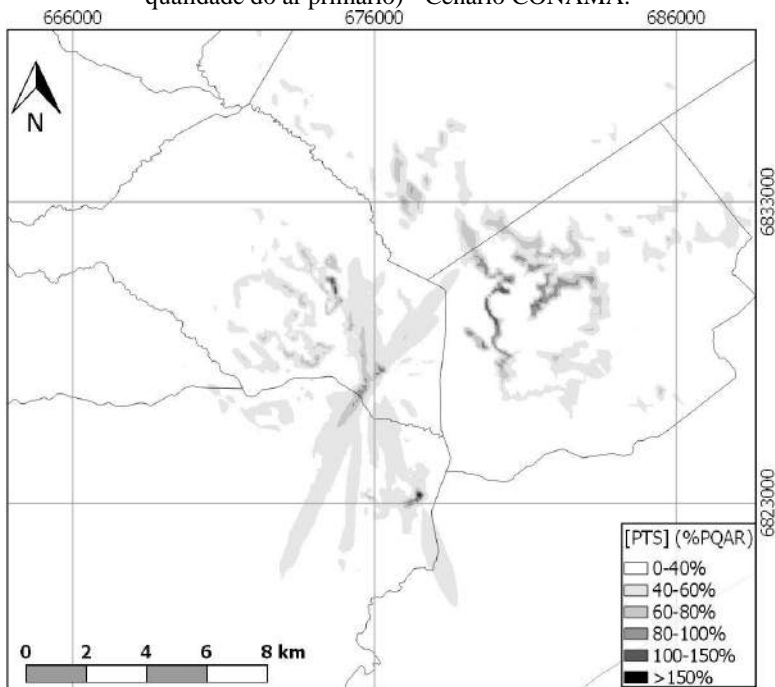 qualidade do ar primário) - Cenário CONAMA.
666000 676000 686000
N
6833000
6823000
[PTS] (%PQAR)
0-40%
40-60%
60-80%
80-100%
100-150%
>150%
0 2 4 6 8 km